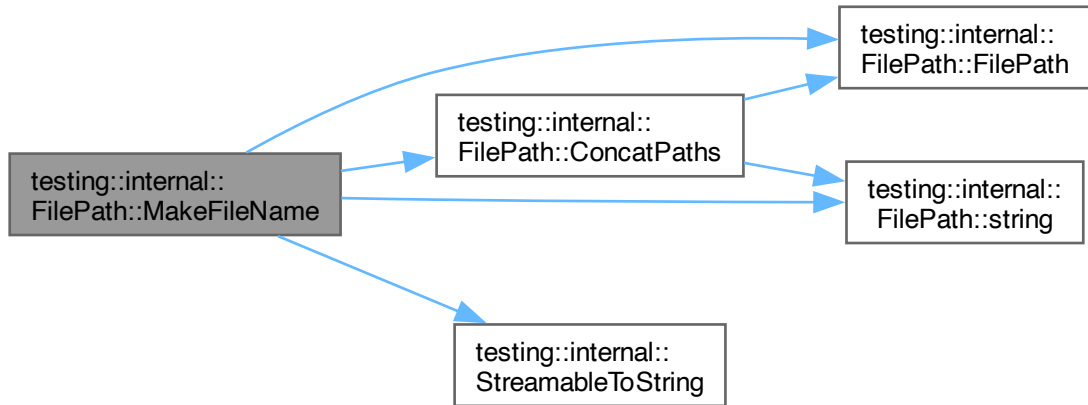 testing::internal::
FilePath::MakeFileName
testing::internal::
FilePath::ConcatPaths
testing::internal::
FilePath::FilePath
testing::internal::
FilePath::string
testing::internal::
StreamableToString